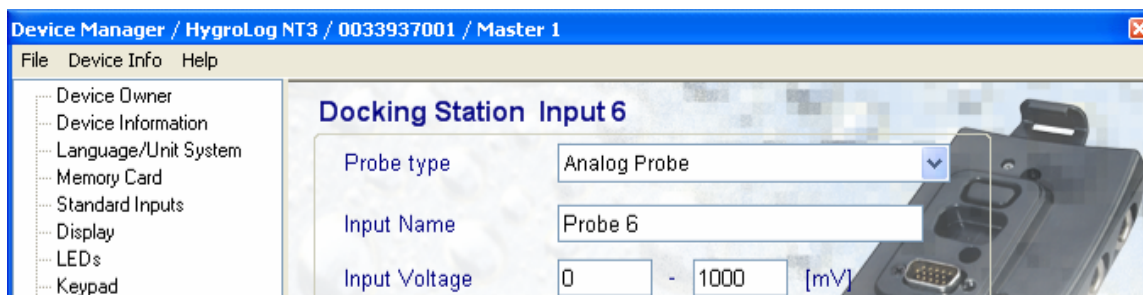 Device Manager / HygroLog NT3 / 0033937001 / Master 1
File Device Info Help
Device Owner
Device Information
Language/Unit System
Memory Card
Standard Inputs
Display
LEDs
Keypad
Docking Station Input 6
Probe type Analog Probe
Input Name Probe 6
Input Voltage 0 - 1000 [mV]